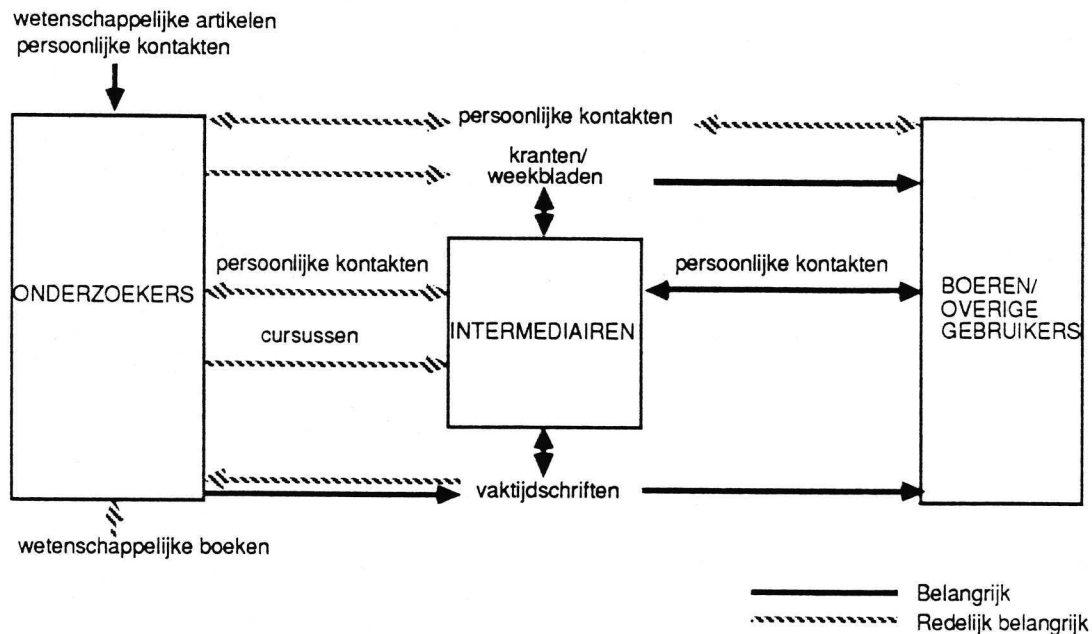 wetenschappelijke artikelen
persoonlijke kontakten
persoonlijke kontakten
kranten/
weekbladen
persoonlijke kontakten
persoonlijke kontakten
ONDERZOEKERS
INTERMEDIAIREN
BOEREN/
OVERIGE
GEBRUIKERS
cursussen
vaktijdschriften
wetenschappelijke boeken
Belangrijk
Redelijk belangrijk